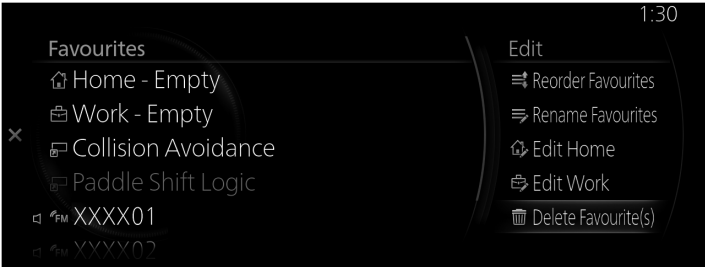 1:30
Favourites
Home - Empty
Work - Empty
Collision Avoidance
Paddle Shift Logic
FM XXXX01
XXXX02
Edit
Reorder Favourites
Rename Favourites
Edit Home
Edit Work
Delete Favourite(s)